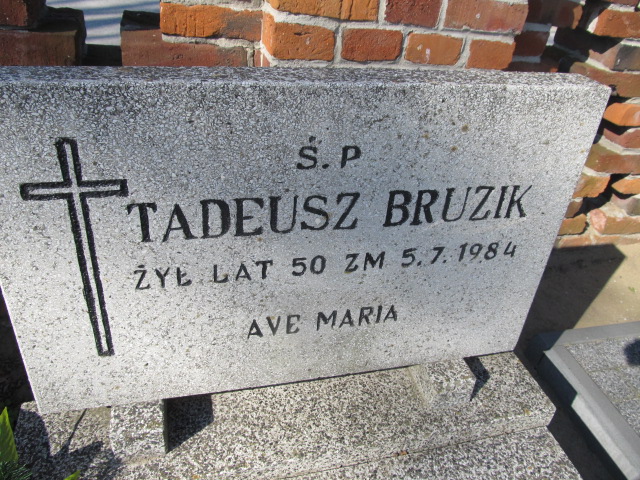 Ś.P
TADEUSZ BRUZIK
ŻYŁ LAT 50 ZM 5.7.1984
AVE MARIA